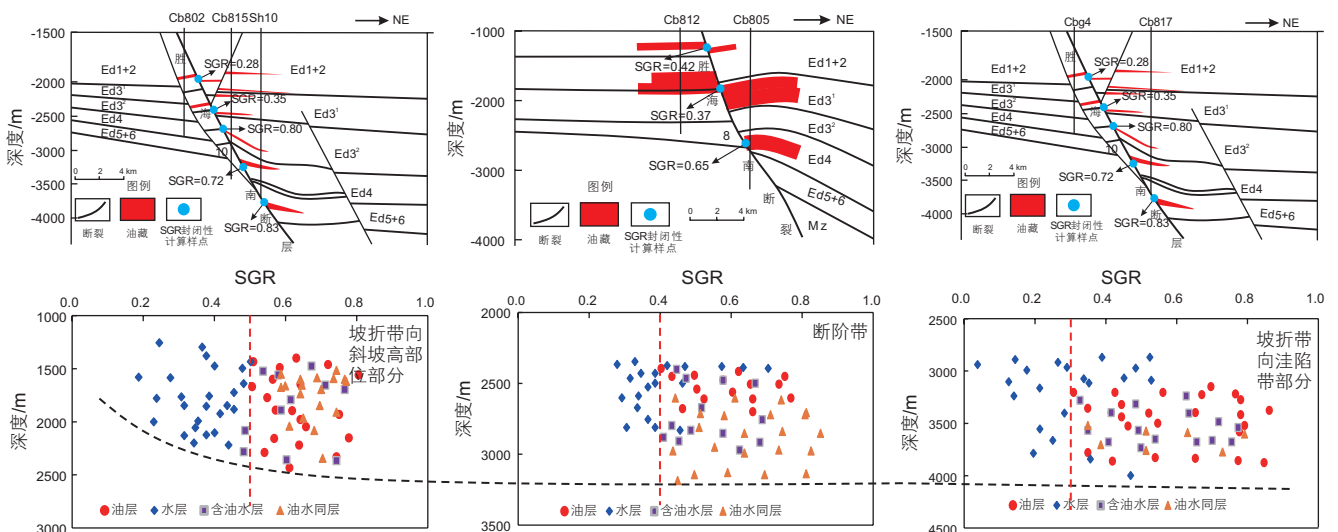 Cb802 Cb815 Sh10 NE
-1500
-2000
-2500
-3000
-3500
-4000
深度/m
胜
海
10
南
断
层
SGR=0.28
SGR=0.35
SGR=0.80
SGR=0.72
SGR=0.83
Ed1+2
Ed3¹
Ed3²
Ed4
Ed5+6
Ed1+2
Ed3¹
Ed3²
Ed4
Ed5+6
0 2 4 km
图例
断裂
油藏
SGR封闭性
计算样点
Cb812 Cb805 NE
-1000
-2000
-3000
-4000
深度/m
胜
海
8
南
断
裂
SGR=0.42
SGR=0.37
SGR=0.65
Ed1+2
Ed3¹
Ed3²
Ed4
Ed5+6
Mz
图例
0 2 4 km
断裂
油藏
SGR封闭性
计算样点
Cbg4 Cb817 NE
-1500
-2000
-2500
-3000
-3500
-4000
深度/m
胜
海
10
南
断
层
SGR=0.28
SGR=0.35
SGR=0.80
SGR=0.72
SGR=0.83
Ed1+2
Ed3¹
Ed3²
Ed4
Ed5+6
Ed1+2
Ed3¹
Ed3²
Ed4
Ed5+6
0 2 4 km
图例
断裂
油藏
SGR封闭性
计算样点
SGR
0.0 0.2 0.4 0.6 0.8 1.0
1000
1500
2000
2500
3000
深度/m
坡折带向
斜坡高部
位部分
油层 水层 含油水层 油水同层
SGR
0.0 0.2 0.4 0.6 0.8 1.0
2000
2500
3000
3500
深度/m
断阶带
油层 水层 含油水层 油水同层
SGR
0.0 0.2 0.4 0.6 0.8 1.0
2500
3000
3500
4000
4500
深度/m
坡折带
向洼陷
带部分
油层 水层 含油水层 油水同层